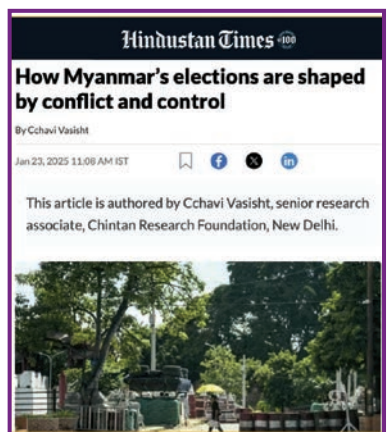 Hindustan Times 100
How Myanmar's elections are shaped
by conflict and control
By Cchavi Vasisht
Jan 23, 2025 11:08 AM IST
This article is authored by Cchavi Vasisht, senior research
associate, Chintan Research Foundation, New Delhi.